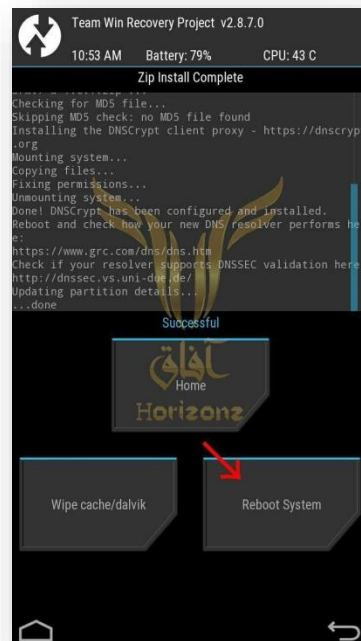 Team Win Recovery Project v2.8.7.0
10:53 AM Battery: 79% CPU: 43 C
Zip Install Complete
Checking for MD5 file...
Skipping MD5 check: no MD5 file found
Installing the DNSCrypt client proxy - https://dnscryp
.org
Mounting system...
Copying files...
Fixing permissions...
Unmounting system...
Done! DNSCrypt has been configured and installed.
Reboot and check how your new DNS resolver performs he
e:
https://www.grc.com/dns/dns.htm
Check if your resolver supports DNSSEC validation here
http://dnssec.vs.uni-due.de/
Updating partition details...
...done
Successful
آفاق
Home
Horizons
Wipe cache/dalvik Reboot System